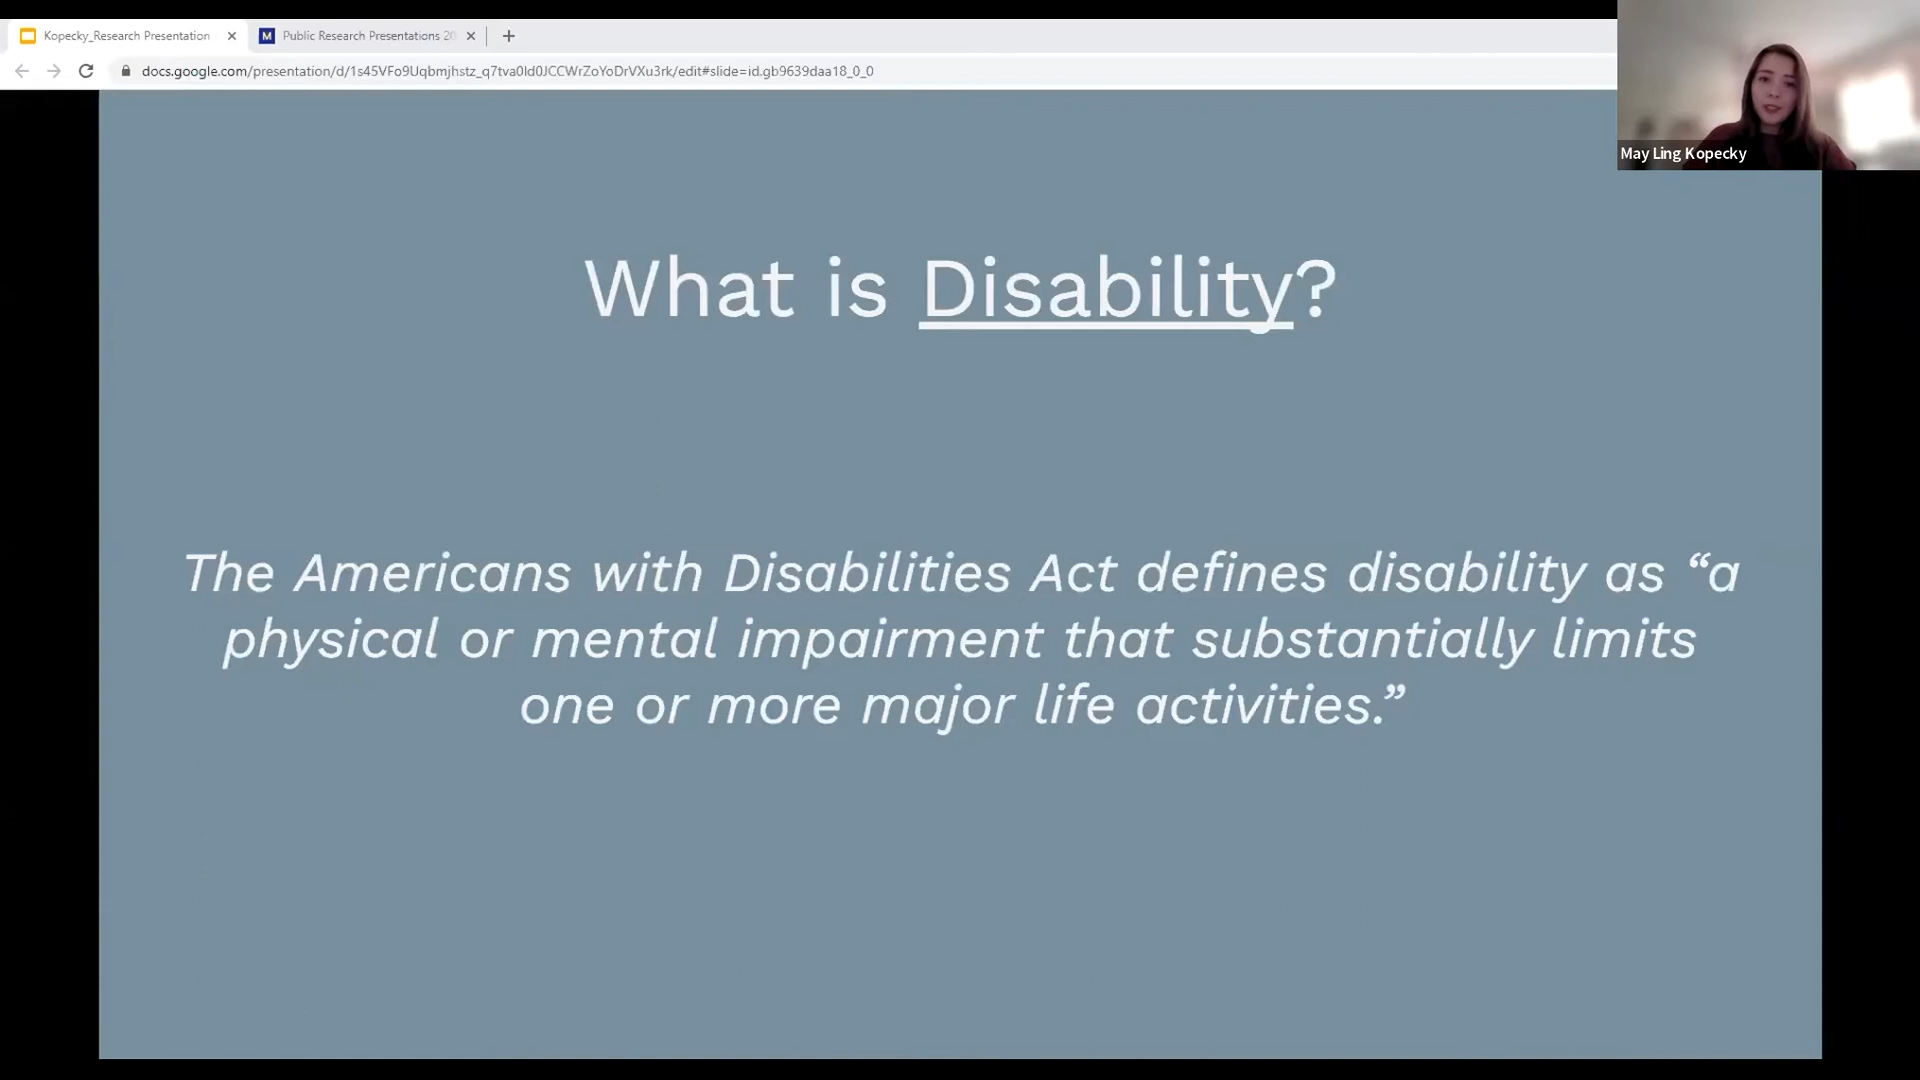 Kopecky_Research Presentation
Public Research Presentations 20
docs.google.com/presentation/d/1s45VFo9Uqbmjhstz_q7tva0ld0JCCWrZoYoDrVXu3rk/edit#slide=id.gb9639daa18_0_0
May Ling Kopecky
What is Disability?
The Americans with Disabilities Act defines disability as “a
physical or mental impairment that substantially limits
one or more major life activities.”